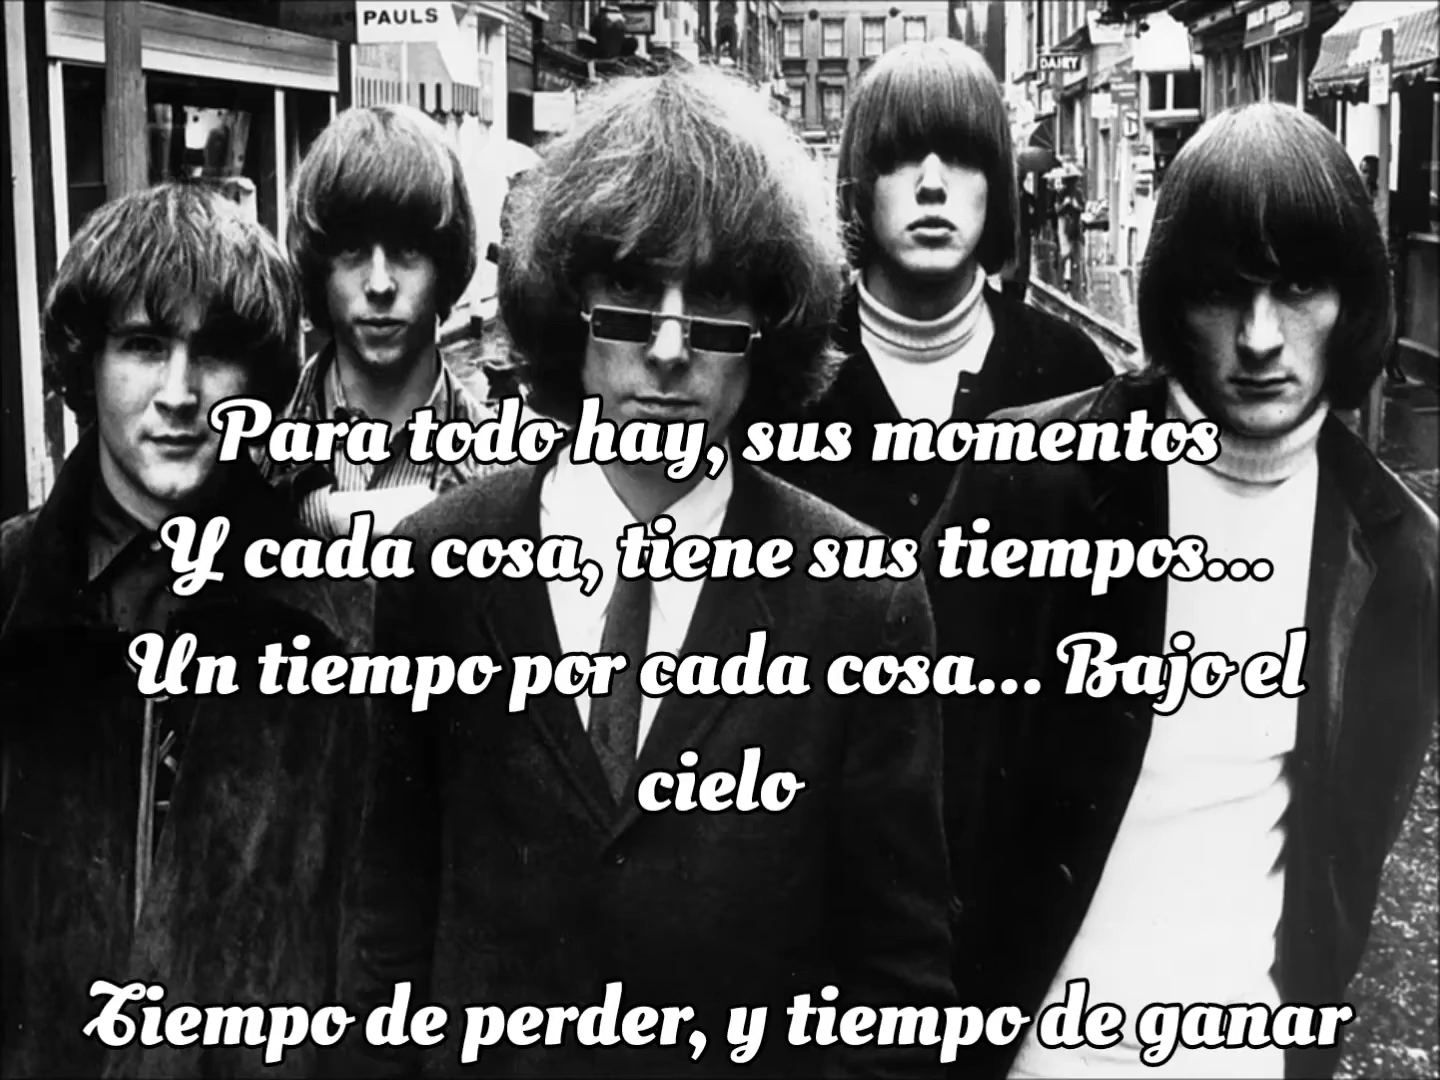 PAULS
DAIRY
Para todo hay, sus momentos
Y cada cosa, tiene sus tiempos...
Un tiempo por cada cosa... Bajo el
cielo
Tiempo de perder, y tiempo de ganar